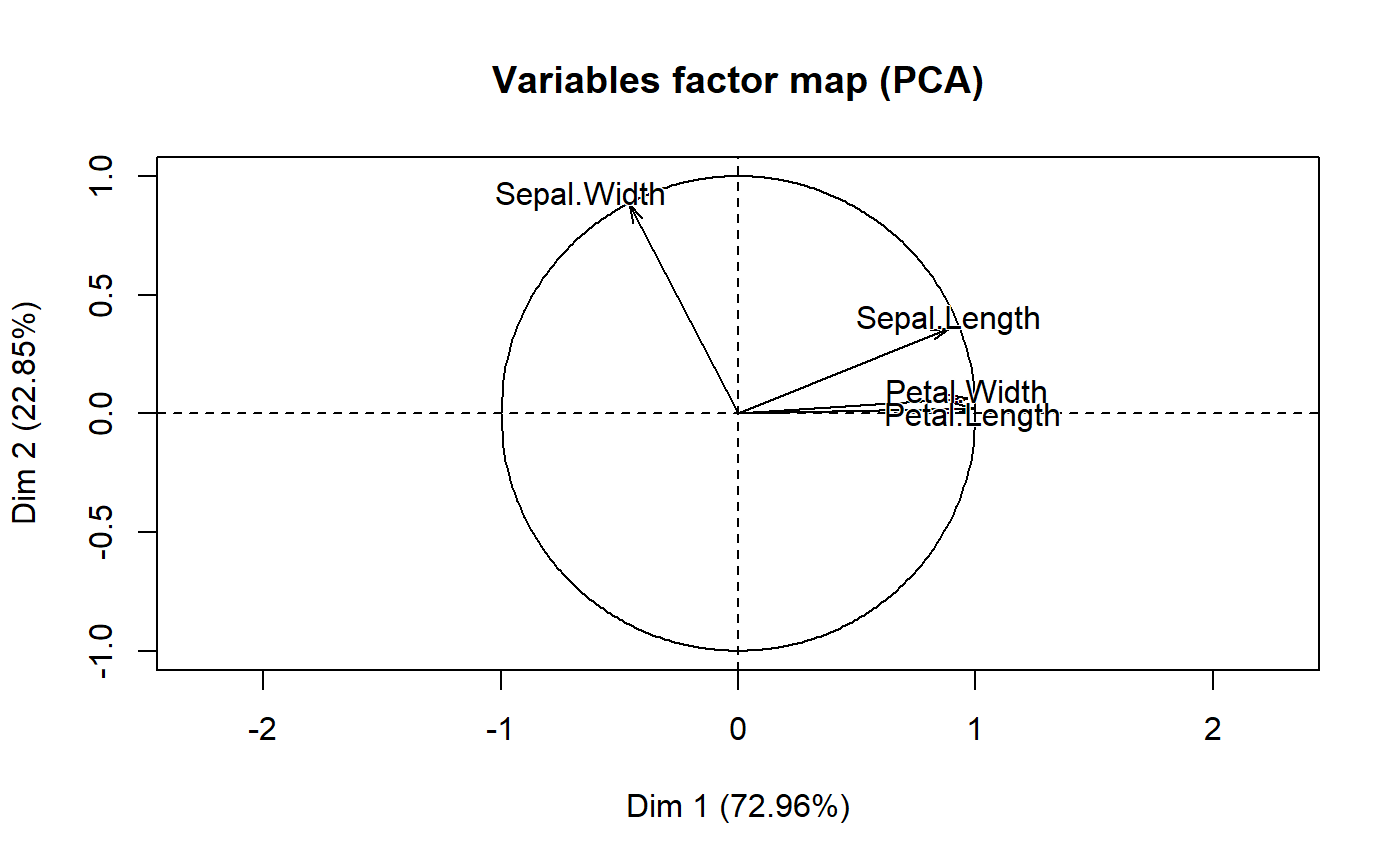 Variables factor map (PCA)
Sepal.Width
Sepal.Length
Petal.Width
Petal.Length
1.0
0.5
0.0
-0.5
-1.0
Dim 2 (22.85%)
-2
-1
0
1
2
Dim 1 (72.96%)